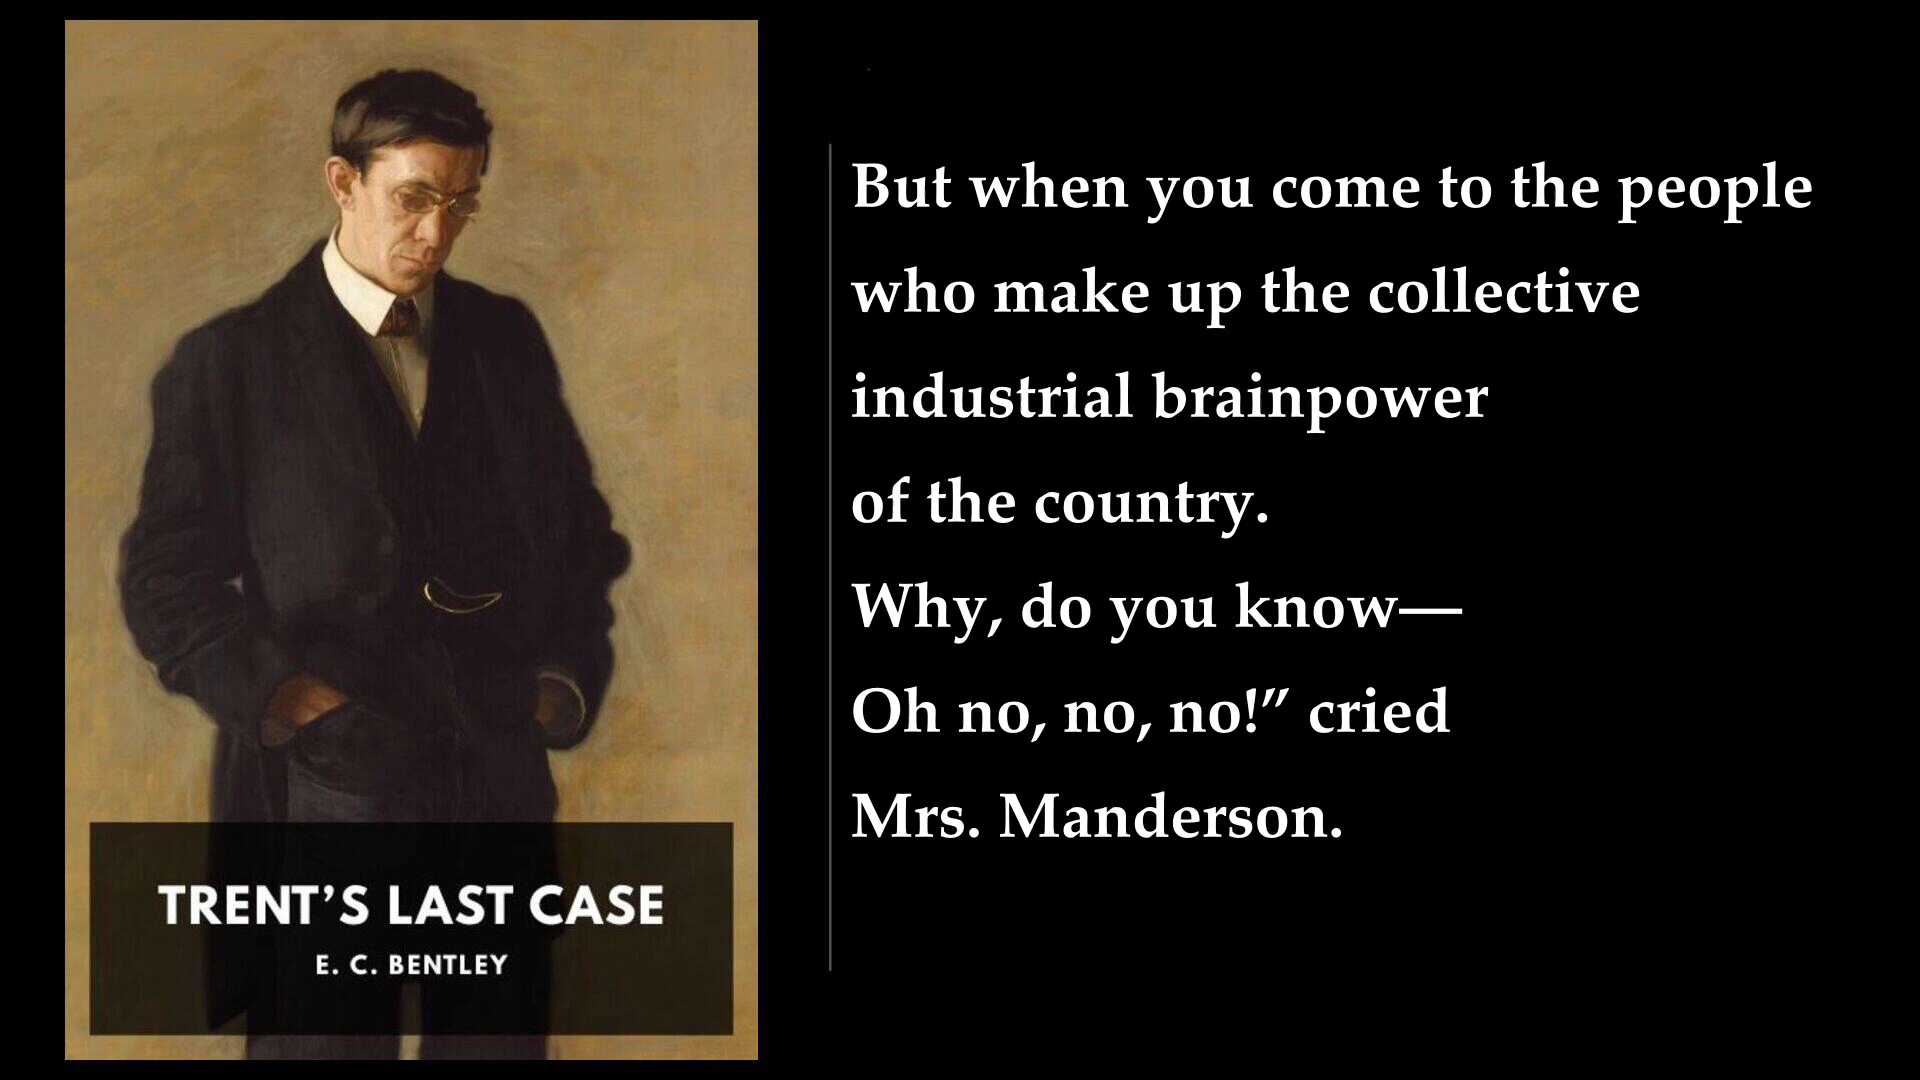 TRENT’S LAST CASE
E. C. BENTLEY
But when you come to the people
who make up the collective
industrial brainpower
of the country.
Why, do you know—
Oh no, no, no!” cried
Mrs. Manderson.